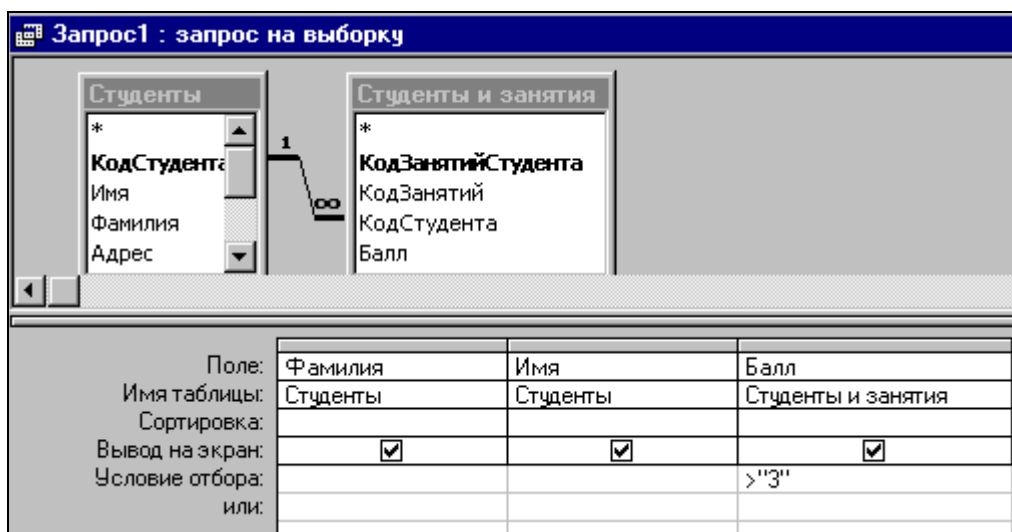 Запрос1 : запрос на выборку
Студенты
*
КодСтудента
Имя
Фамилия
Адрес
1
∞
Студенты и занятия
*
КодЗанятийСтудента
КодЗанятий
КодСтудента
Балл
Поле: Фамилия Имя Балл
Имя таблицы: Студенты Студенты Студенты и занятия
Сортировка:
Вывод на экран:
Условие отбора: >"3"
или: